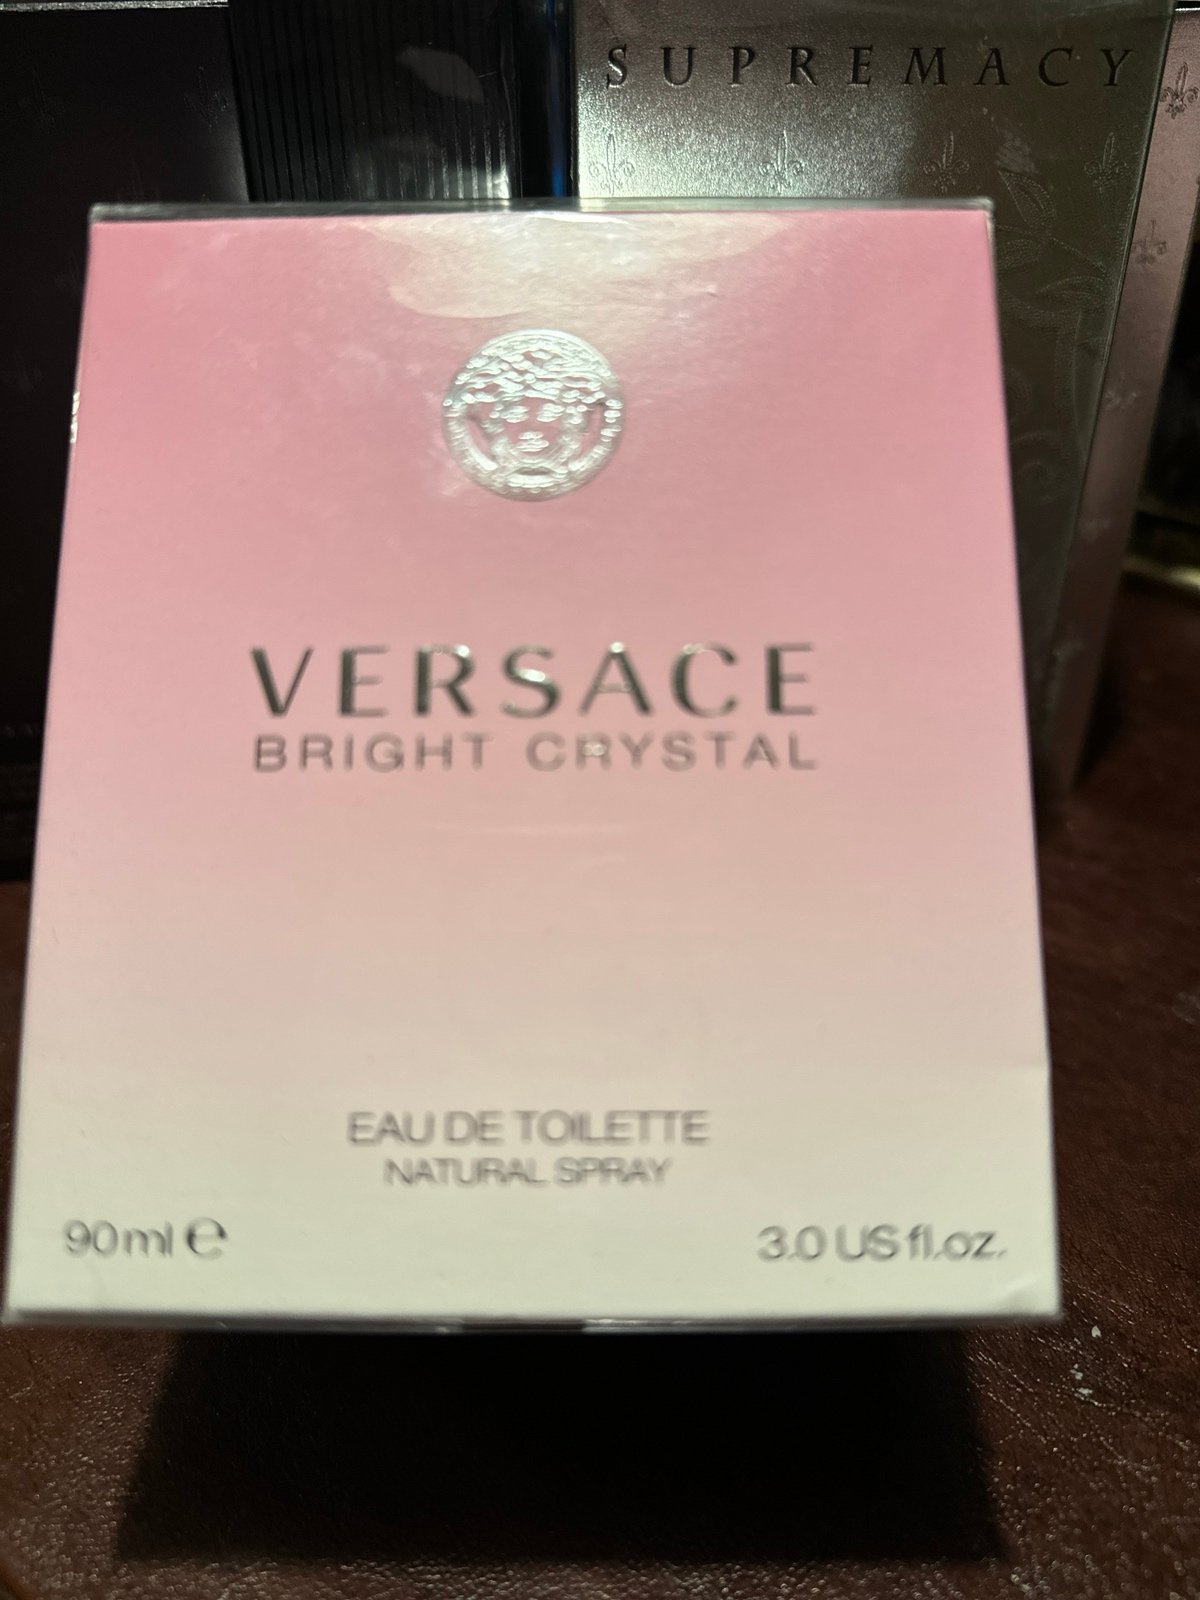 SUPREMACY
VERSACE
BRIGHT CRYSTAL
EAU DE TOILETTE
NATURAL SPRAY
90ml ℮
3.0 US fl.oz.